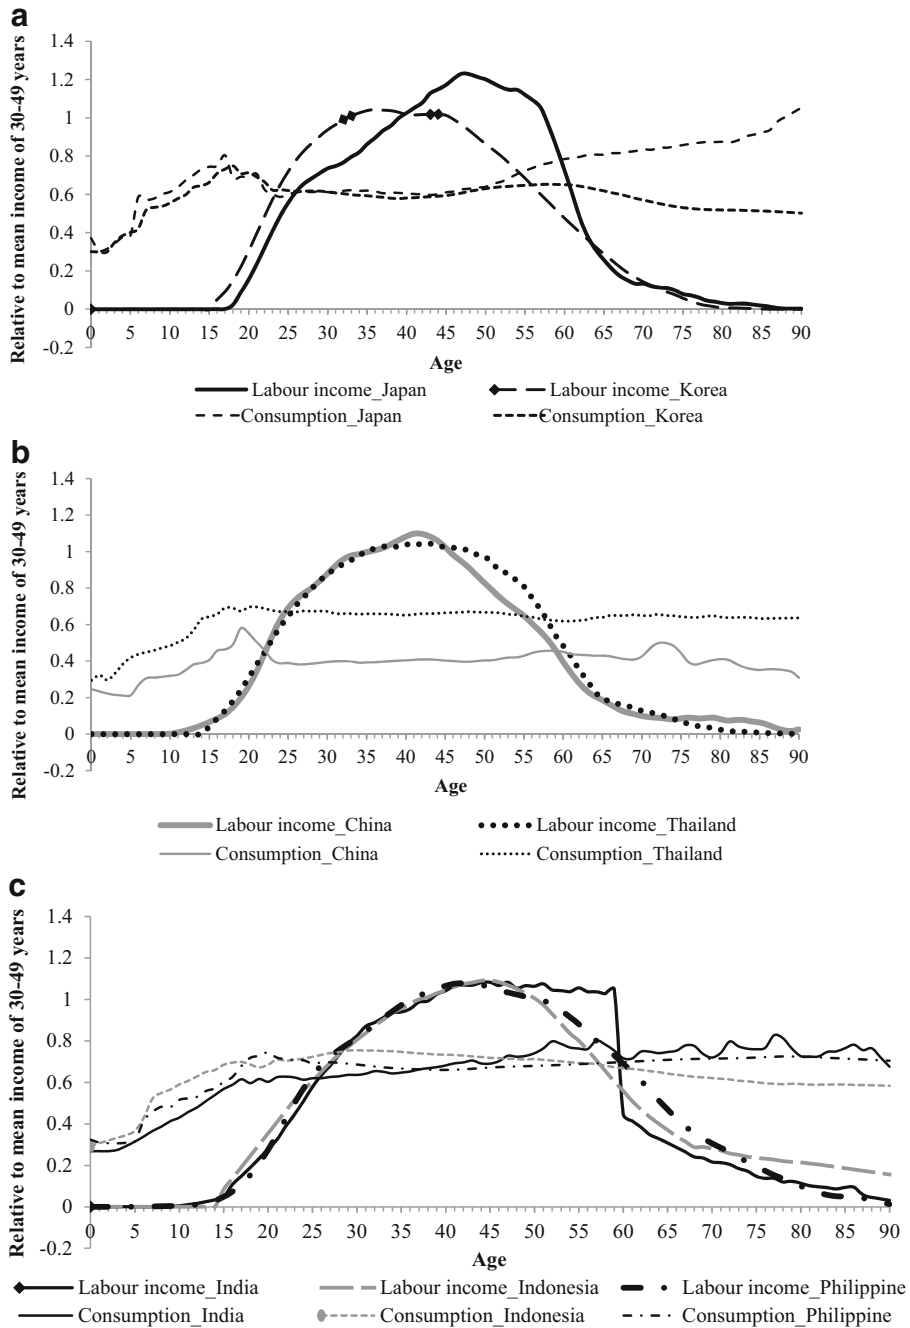 a
Relative to mean income of 30-49 years
1.4
1.2
1
0.8
0.6
0.4
0.2
0
-0.2
0 5 10 15 20 25 30 35 40 45 50 55 60 65 70 75 80 85 90
Age
Labour income_Japan Labour income_Korea
Consumption_Japan Consumption_Korea
b
Relative to mean income of 30-49 years
1.4
1.2
1
0.8
0.6
0.4
0.2
0
-0.2
0 5 10 15 20 25 30 35 40 45 50 55 60 65 70 75 80 85 90
Age
Labour income_China Labour income_Thailand
Consumption_China Consumption_Thailand
c
Relative to mean income of 30-49 years
1.4
1.2
1
0.8
0.6
0.4
0.2
0
-0.2
0 5 10 15 20 25 30 35 40 45 50 55 60 65 70 75 80 85 90
Age
Labour income_India Labour income_Indonesia Labour income_Philippine
Consumption_India Consumption_Indonesia Consumption_Philippine